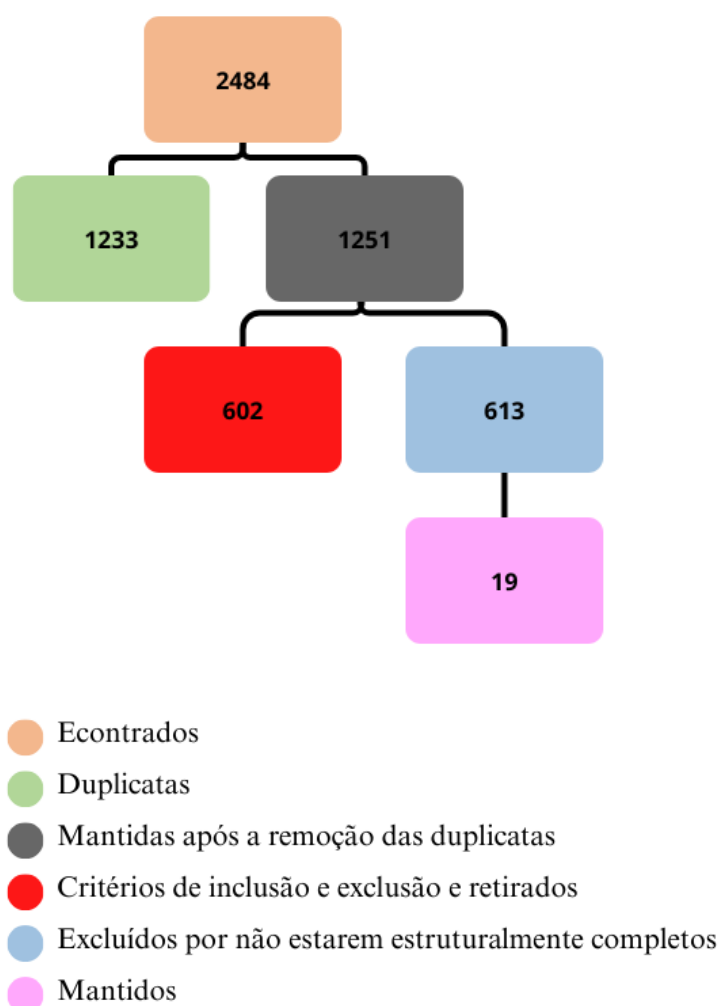 2484
1233
1251
602
613
19
Econtrados
Duplicatas
Mantidas após a remoção das duplicatas
Critérios de inclusão e exclusão e retirados
Excluídos por não estarem estruturalmente completos
Mantidos